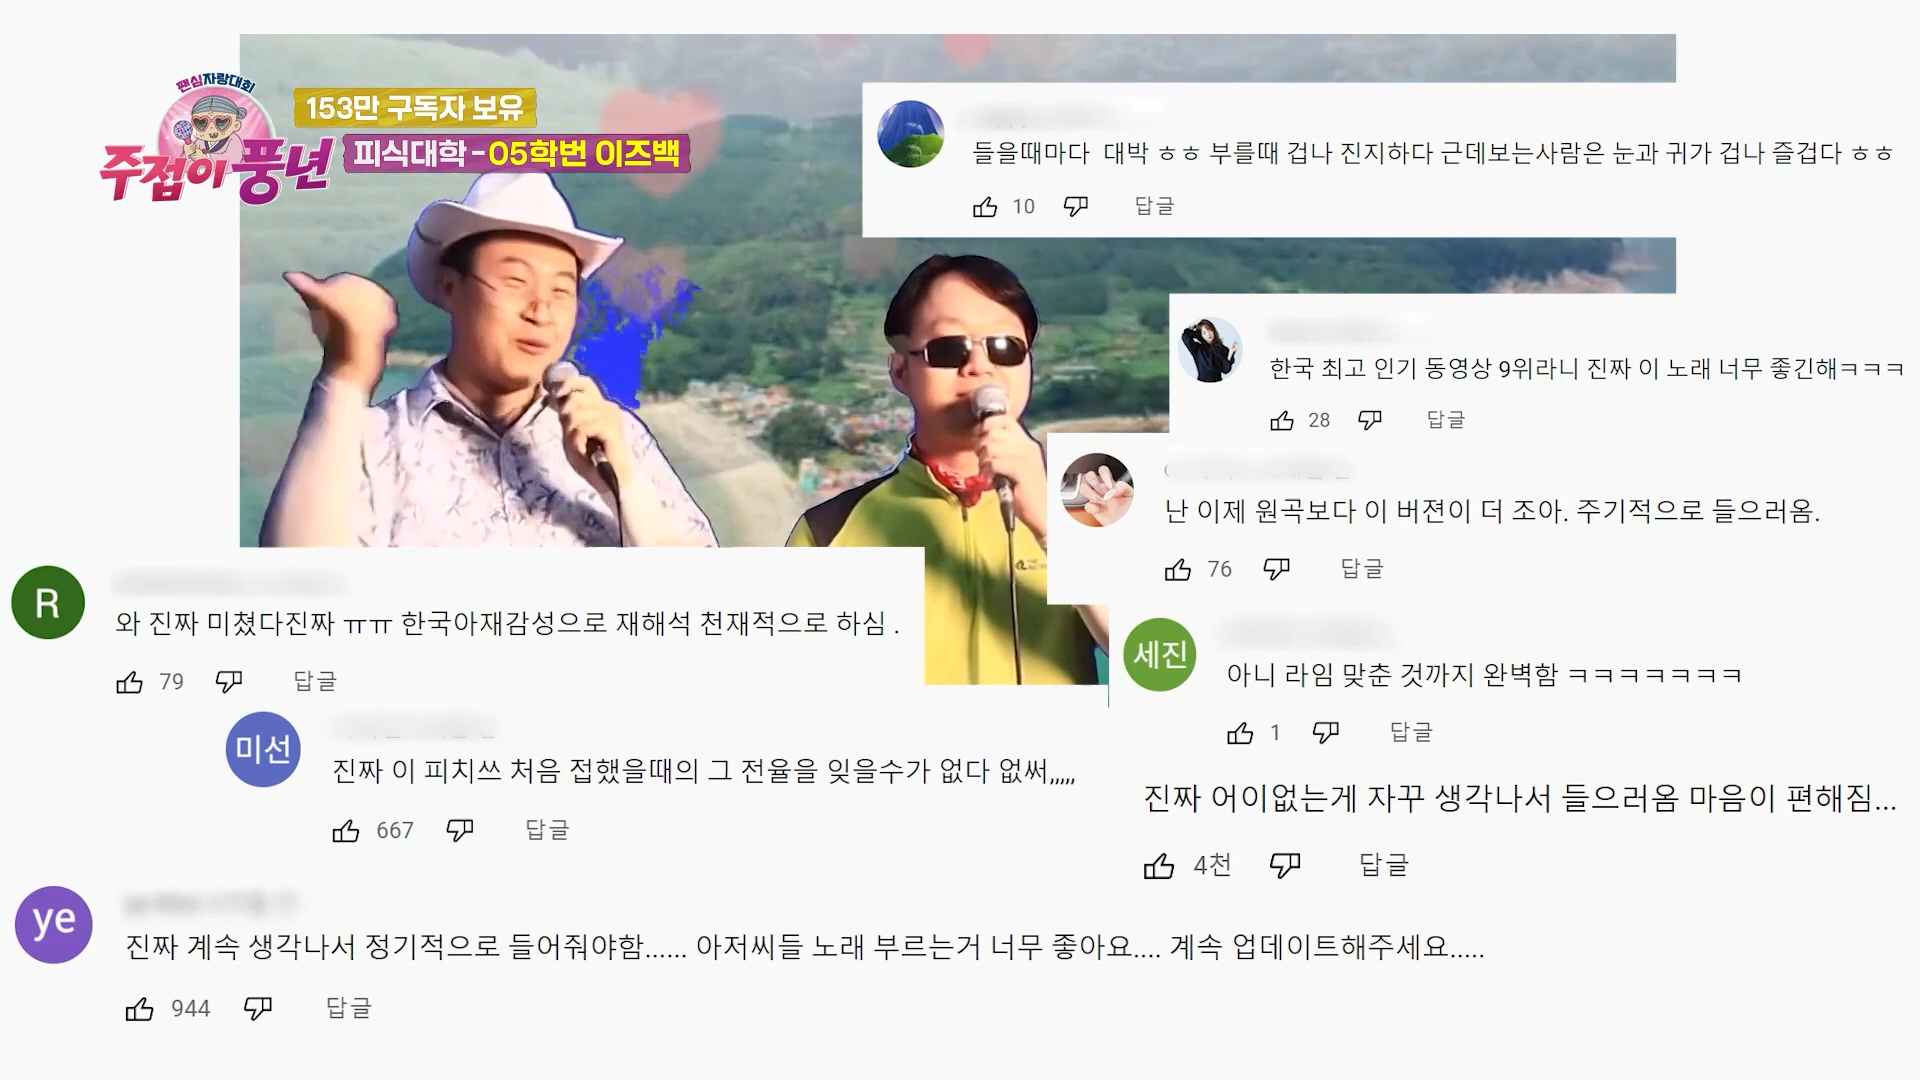 팬심자랑대회
주접이 풍년
153만 구독자 보유
피식대학-05학번 이즈백
들을때마다 대박 ㅎㅎ 부를때 겁나 진지하다 근데보는사람은 눈과 귀가 겁나 즐겁다 ㅎㅎ
10 답글
한국 최고 인기 동영상 9위라니 진짜 이 노래 너무 좋긴해ㅋㅋㅋ
28 답글
난 이제 원곡보다 이 버젼이 더 조아. 주기적으로 들으러옴.
76 답글
R
와 진짜 미쳤다진짜 ㅠㅠ 한국아재감성으로 재해석 천재적으로 하심 .
79 답글
세진
아니 라임 맞춘 것까지 완벽함 ㅋㅋㅋㅋㅋㅋㅋ
1 답글
미선
진짜 이 피치쓰 처음 접했을때의 그 전율을 잊을수가 없다 없써,,,,,
667 답글
진짜 어이없는게 자꾸 생각나서 들으러옴 마음이 편해짐...
4천 답글
ye
진짜 계속 생각나서 정기적으로 들어줘야함...... 아저씨들 노래 부르는거 너무 좋아요.... 계속 업데이트해주세요.....
944 답글